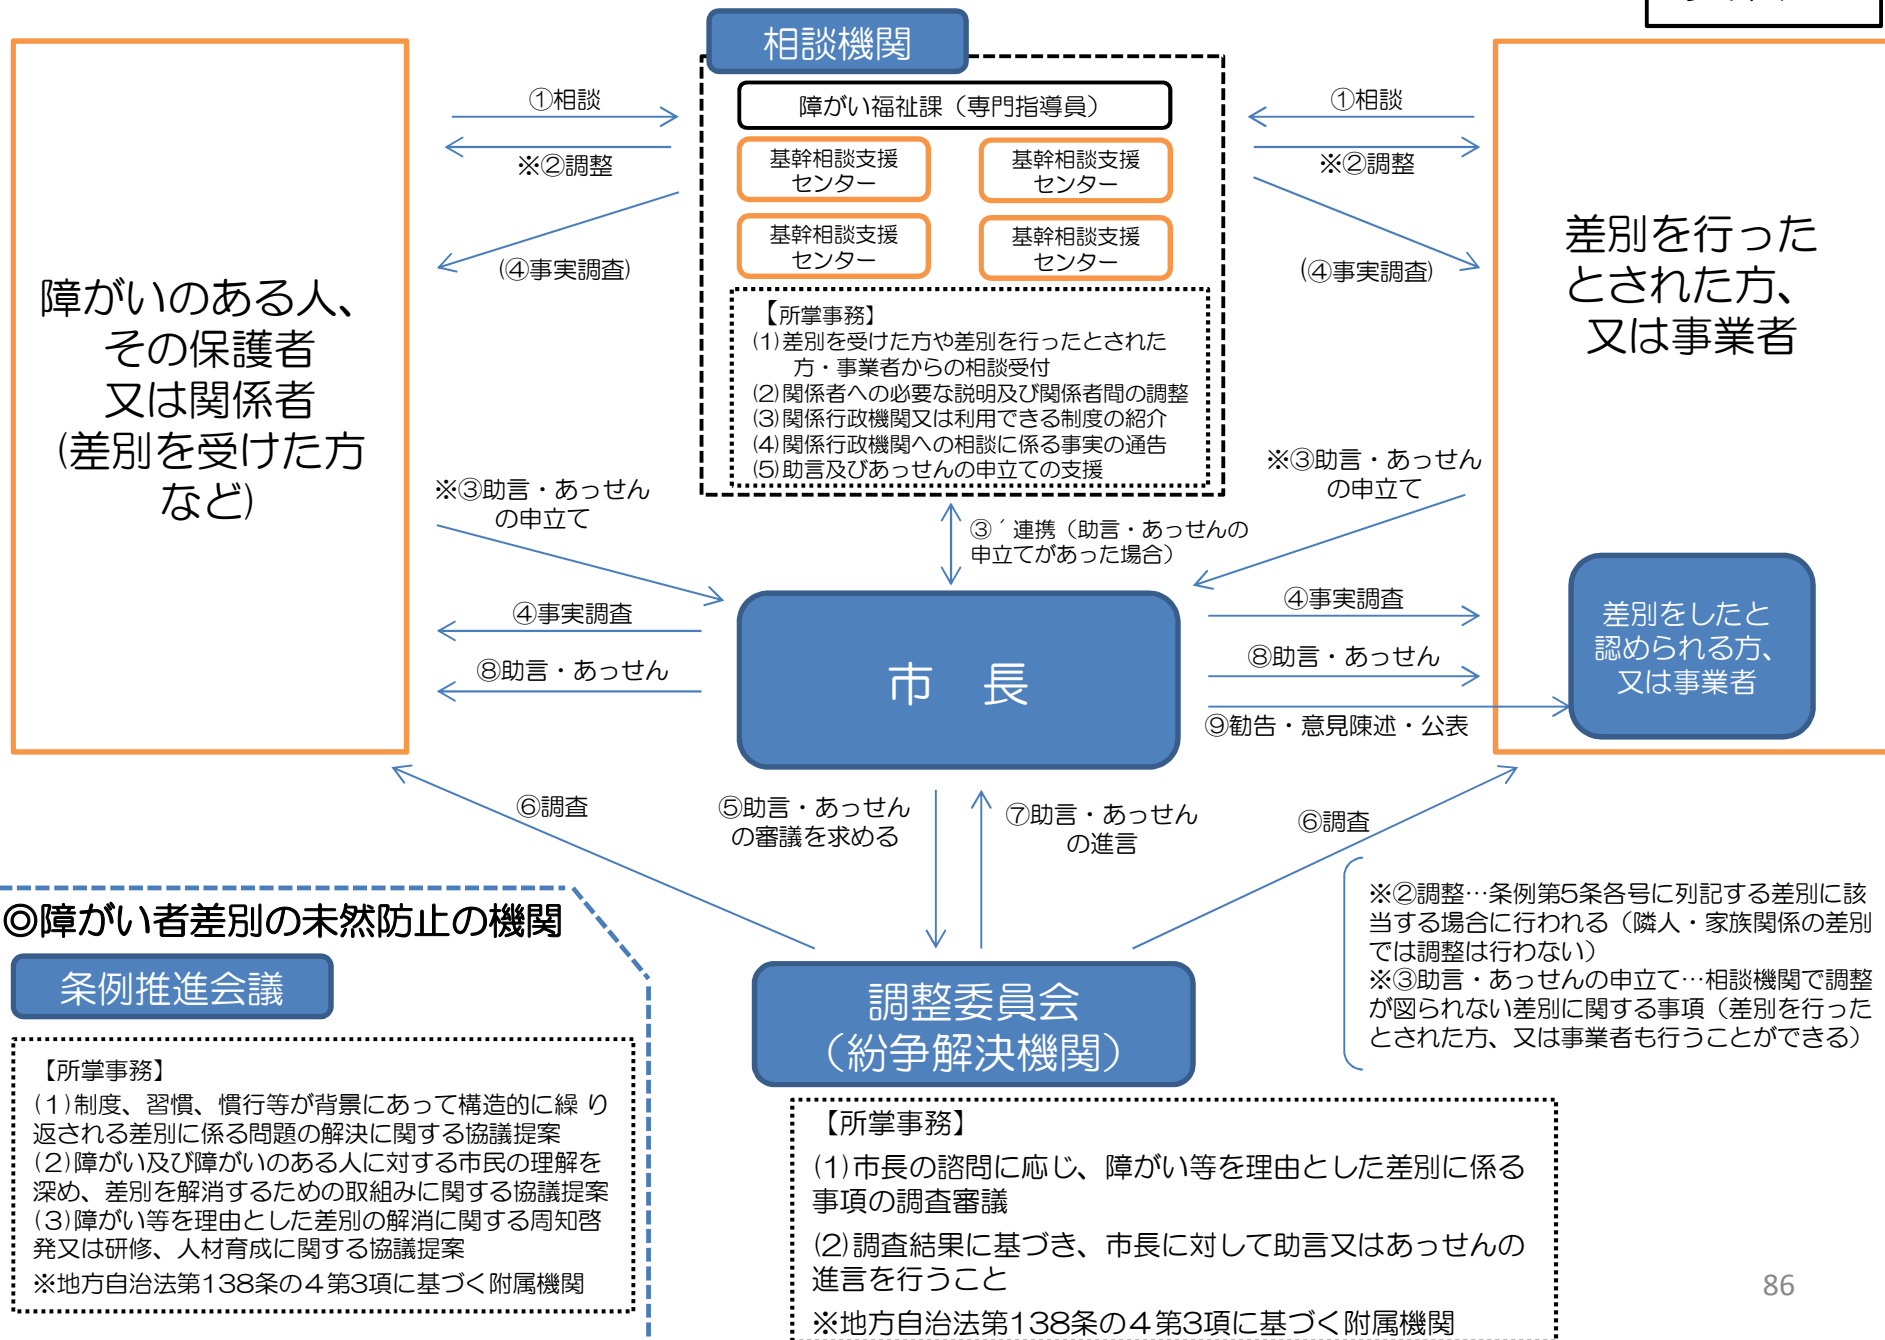 相談機関
障がい福祉課（専門指導員）
基幹相談支援
センター
基幹相談支援
センター
基幹相談支援
センター
基幹相談支援
センター
【所掌事務】
(1)差別を受けた方や差別を行ったとされた
方・事業者からの相談受付
(2)関係者への必要な説明及び関係者間の調整
(3)関係行政機関又は利用できる制度の紹介
(4)関係行政機関への相談に係る事実の通告
(5)助言及びあっせんの申立ての支援
①相談
※②調整
(④事実調査)
①相談
※②調整
(④事実調査)
障がいのある人、
その保護者
又は関係者
(差別を受けた方
など)
差別を行った
とされた方、
又は事業者
※③助言・あっせん
の申立て
③´連携（助言・あっせんの
申立てがあった場合）
※③助言・あっせん
の申立て
④事実調査
⑧助言・あっせん
市　長
④事実調査
⑧助言・あっせん
⑨勧告・意見陳述・公表
差別をしたと
認められる方、
又は事業者
⑥調査
⑤助言・あっせん
の審議を求める
⑦助言・あっせん
の進言
⑥調査
※②調整…条例第5条各号に列記する差別に該
当する場合に行われる（隣人・家族関係の差別
では調整は行わない）
※③助言・あっせんの申立て…相談機関で調整
が図られない差別に関する事項（差別を行った
とされた方、又は事業者も行うことができる）
◎障がい者差別の未然防止の機関
条例推進会議
【所掌事務】
(1)制度、習慣、慣行等が背景にあって構造的に繰り
返される差別に係る問題の解決に関する協議提案
(2)障がい及び障がいのある人に対する市民の理解を
深め、差別を解消するための取組みに関する協議提案
(3)障がい等を理由とした差別の解消に関する周知啓
発又は研修、人材育成に関する協議提案
※地方自治法第138条の４第3項に基づく附属機関
調整委員会
（紛争解決機関）
【所掌事務】
(1)市長の諮問に応じ、障がい等を理由とした差別に係る
事項の調査審議
(2)調査結果に基づき、市長に対して助言又はあっせんの
進言を行うこと
※地方自治法第138条の４第3項に基づく附属機関
86